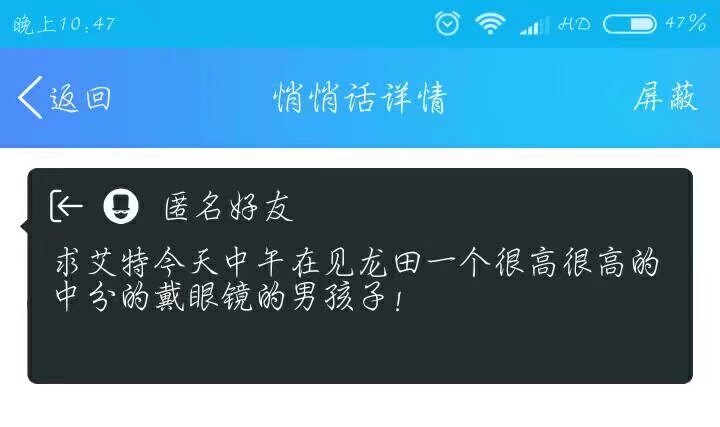 晚上10:47 HD 47%
返回 悄悄话详情 屏蔽
匿名好友
求艾特今天中午在见龙田一个很高很高的
中分的戴眼镜的男孩子！